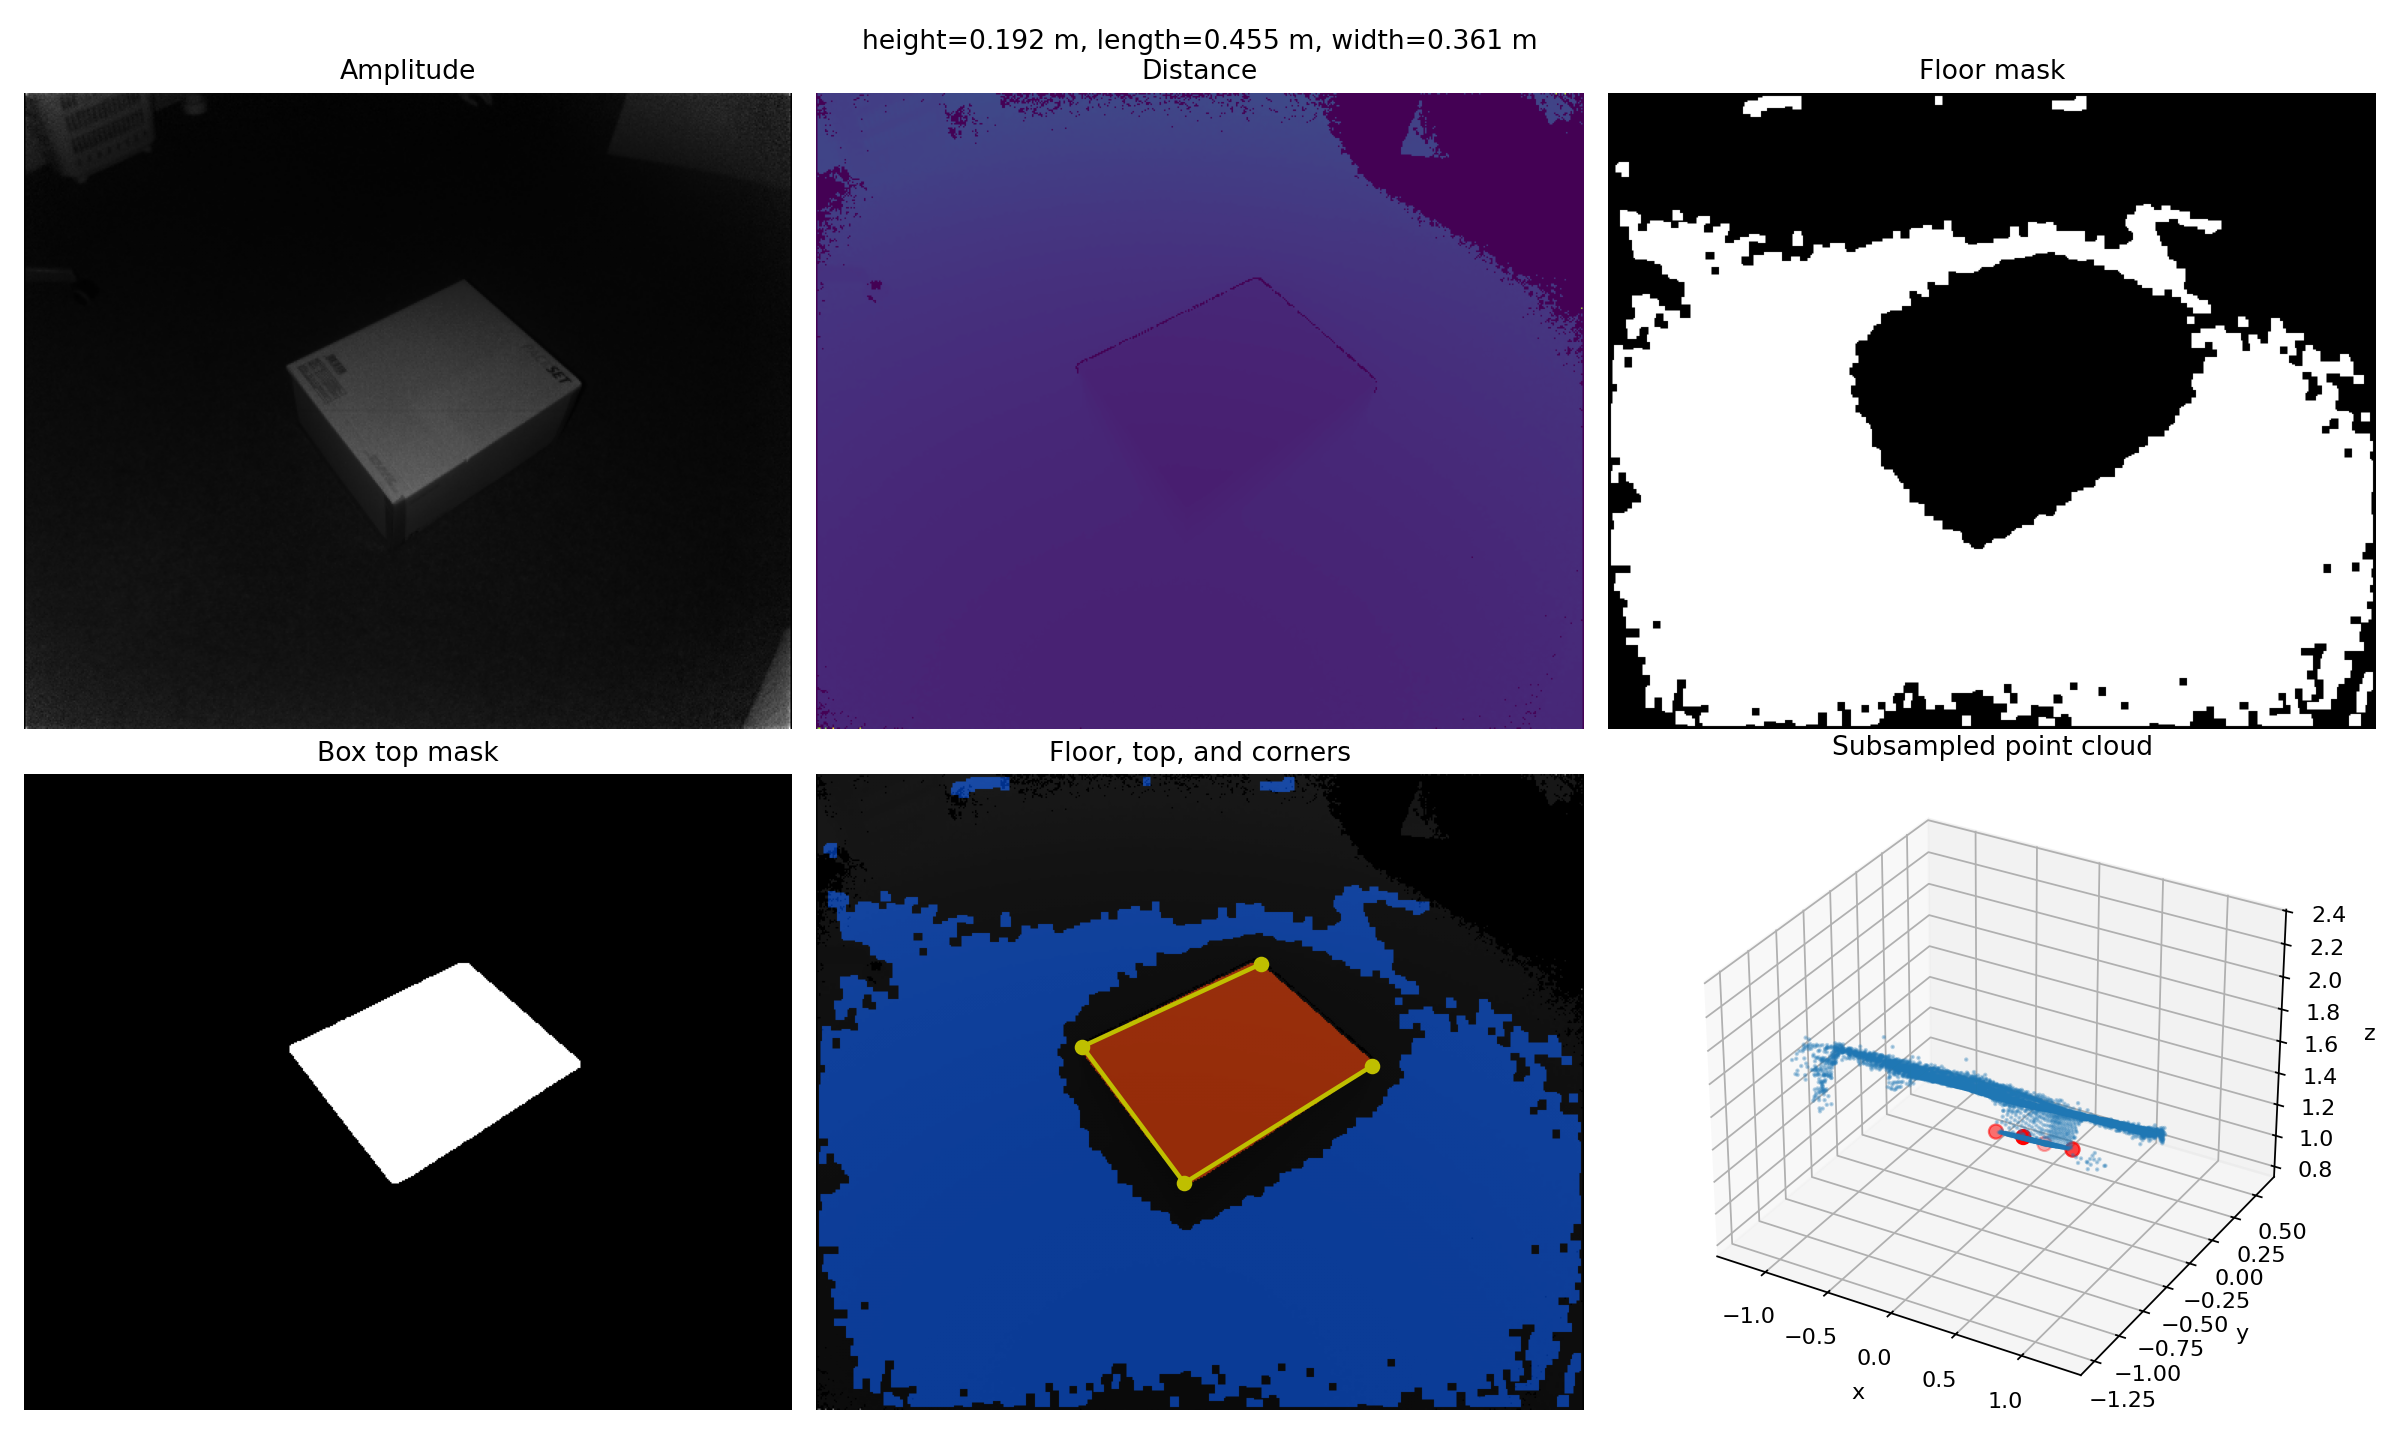 height=0.192 m, length=0.455 m, width=0.361 m
Amplitude
Distance
Floor mask
SET
Box top mask
Floor, top, and corners
Subsampled point cloud
2.4
2.2
2.0
1.8
1.6
1.4
1.2
1.0
0.8
z
0.50
0.25
0.00
−0.25
−0.50
−0.75
−1.00
−1.25
y
−1.0
−0.5
0.0
0.5
1.0
x